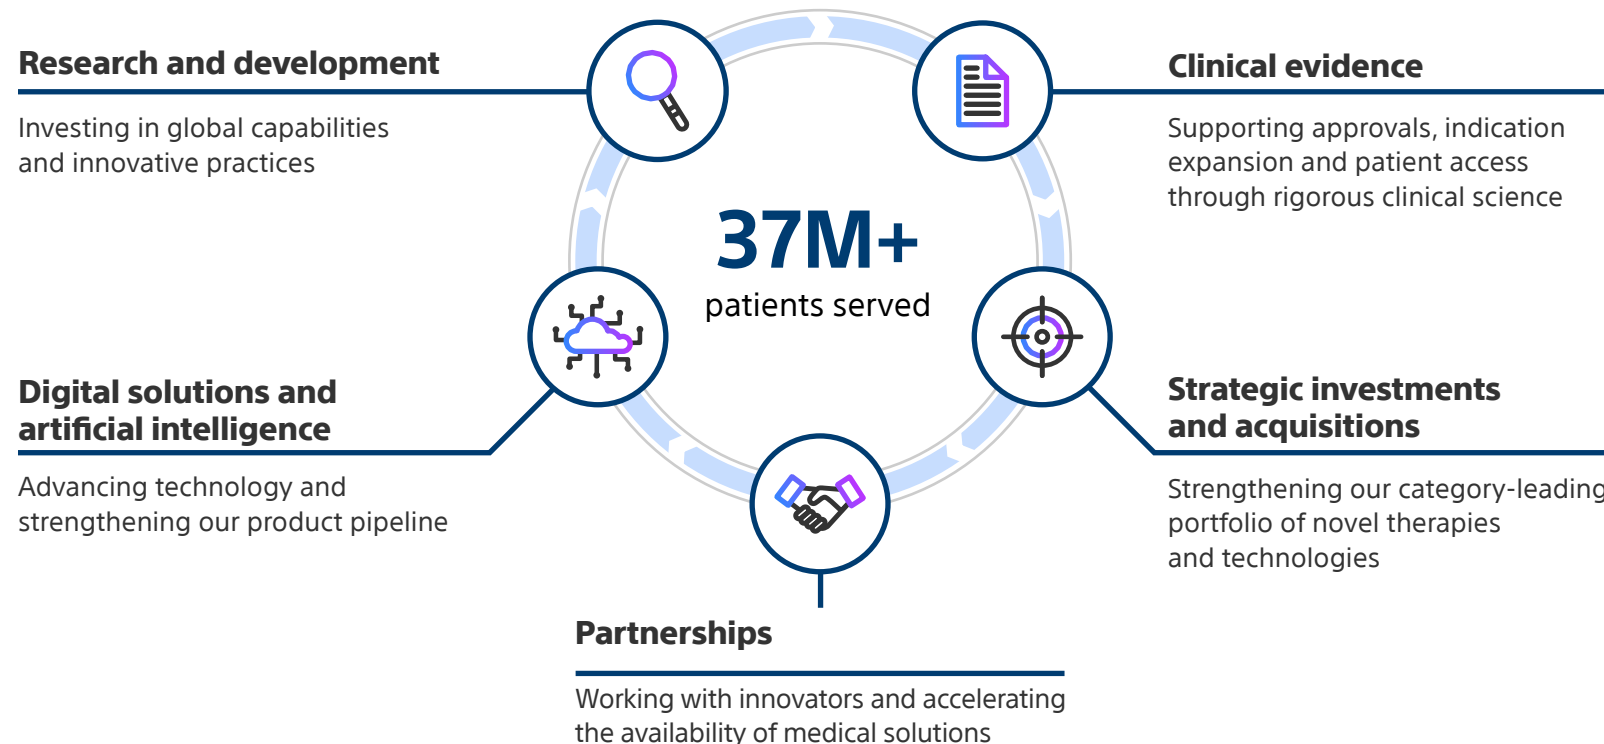 Research and development
Investing in global capabilities
and innovative practices
Clinical evidence
Supporting approvals, indication
expansion and patient access
through rigorous clinical science
37M+
patients served
Digital solutions and
artificial intelligence
Advancing technology and
strengthening our product pipeline
Strategic investments
and acquisitions
Strengthening our category-leading
portfolio of novel therapies
and technologies
Partnerships
Working with innovators and accelerating
the availability of medical solutions